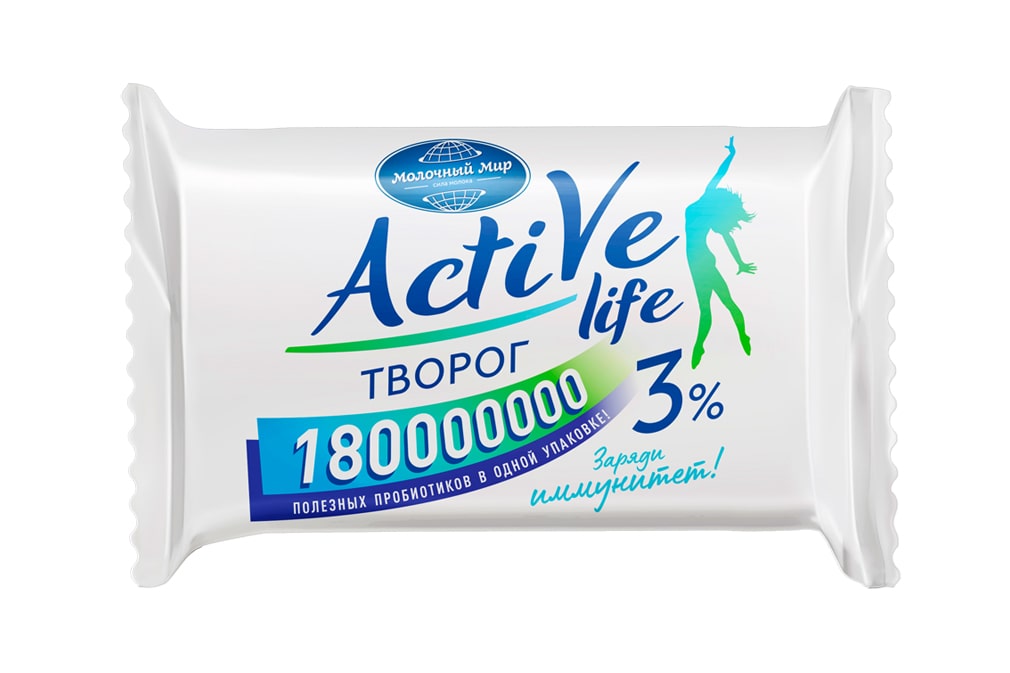 Молочный Мир
сила молока
ActiVe
life
ТВОРОГ
180000000
ПОЛЕЗНЫХ ПРОБИОТИКОВ В ОДНОЙ УПАКОВКЕ!
3%
Заряди
иммунитет!